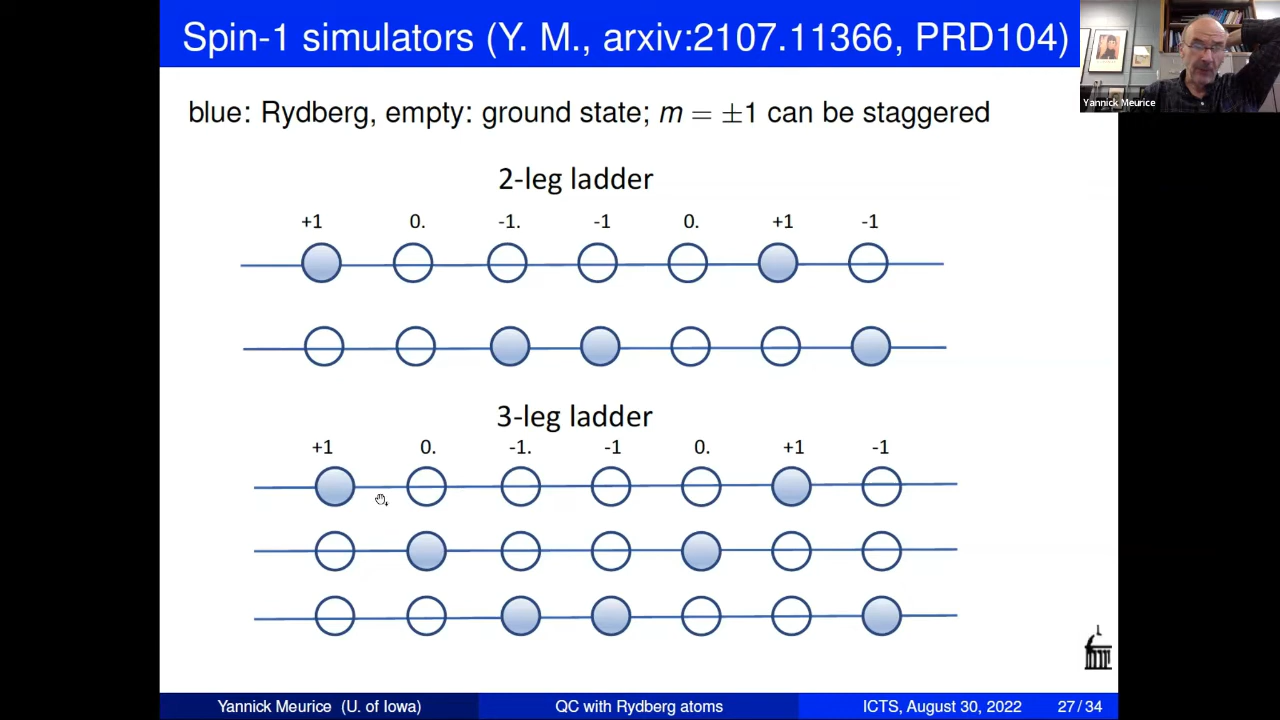 Spin-1 simulators (Y. M., arxiv:2107.11366, PRD104)
Yannick Meurice
blue: Rydberg, empty: ground state; m = ±1 can be staggered
2-leg ladder
+1 0. -1. -1 0. +1 -1
3-leg ladder
+1 0. -1. -1 0. +1 -1
Yannick Meurice (U. of Iowa) QC with Rydberg atoms ICTS, August 30, 2022 27 / 34